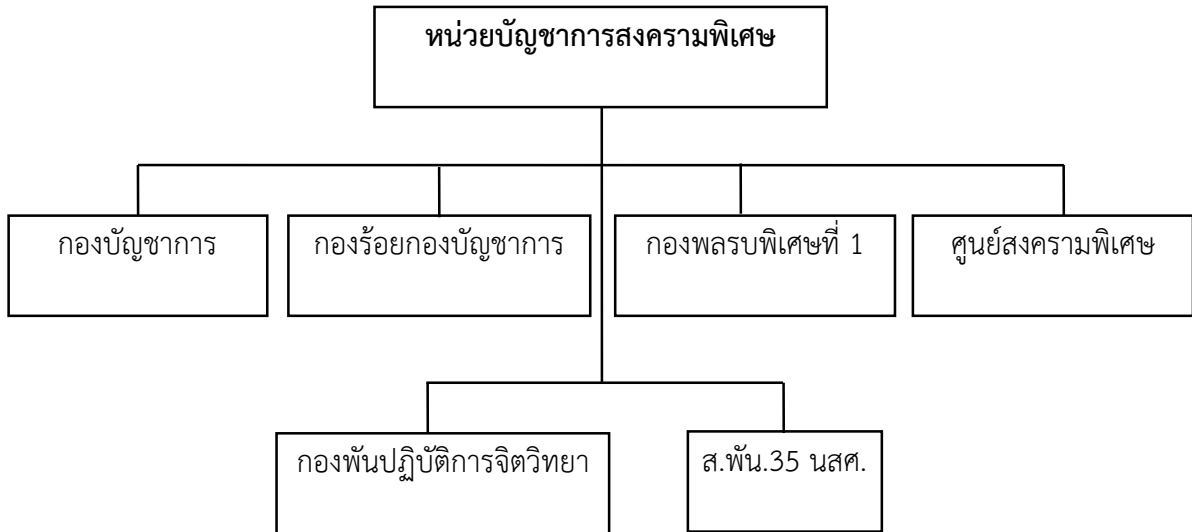 หน่วยบัญชาการสงครามพิเศษ
กองบัญชาการ
กองร้อยกองบัญชาการ
กองพลรบพิเศษที่ 1
ศูนย์สงครามพิเศษ
กองพันปฏิบัติการจิตวิทยา
ส.พัน.35 นสศ.